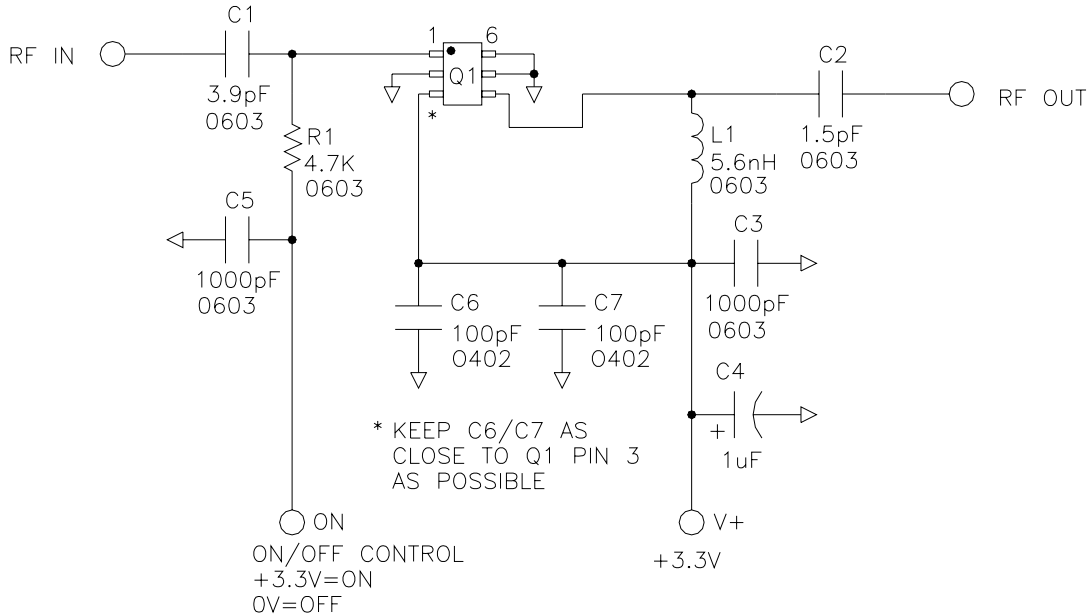 C1
RF IN
3.9pF
0603
1
6
Q1
*
C2
1.5pF
0603
RF OUT
R1
4.7K
0603
L1
5.6nH
0603
C5
1000pF
0603
C3
1000pF
0603
C6
100pF
0402
C7
100pF
0402
C4
+
1uF
* KEEP C6/C7 AS
CLOSE TO Q1 PIN 3
AS POSSIBLE
ON
ON/OFF CONTROL
+3.3V=ON
0V=OFF
V+
+3.3V